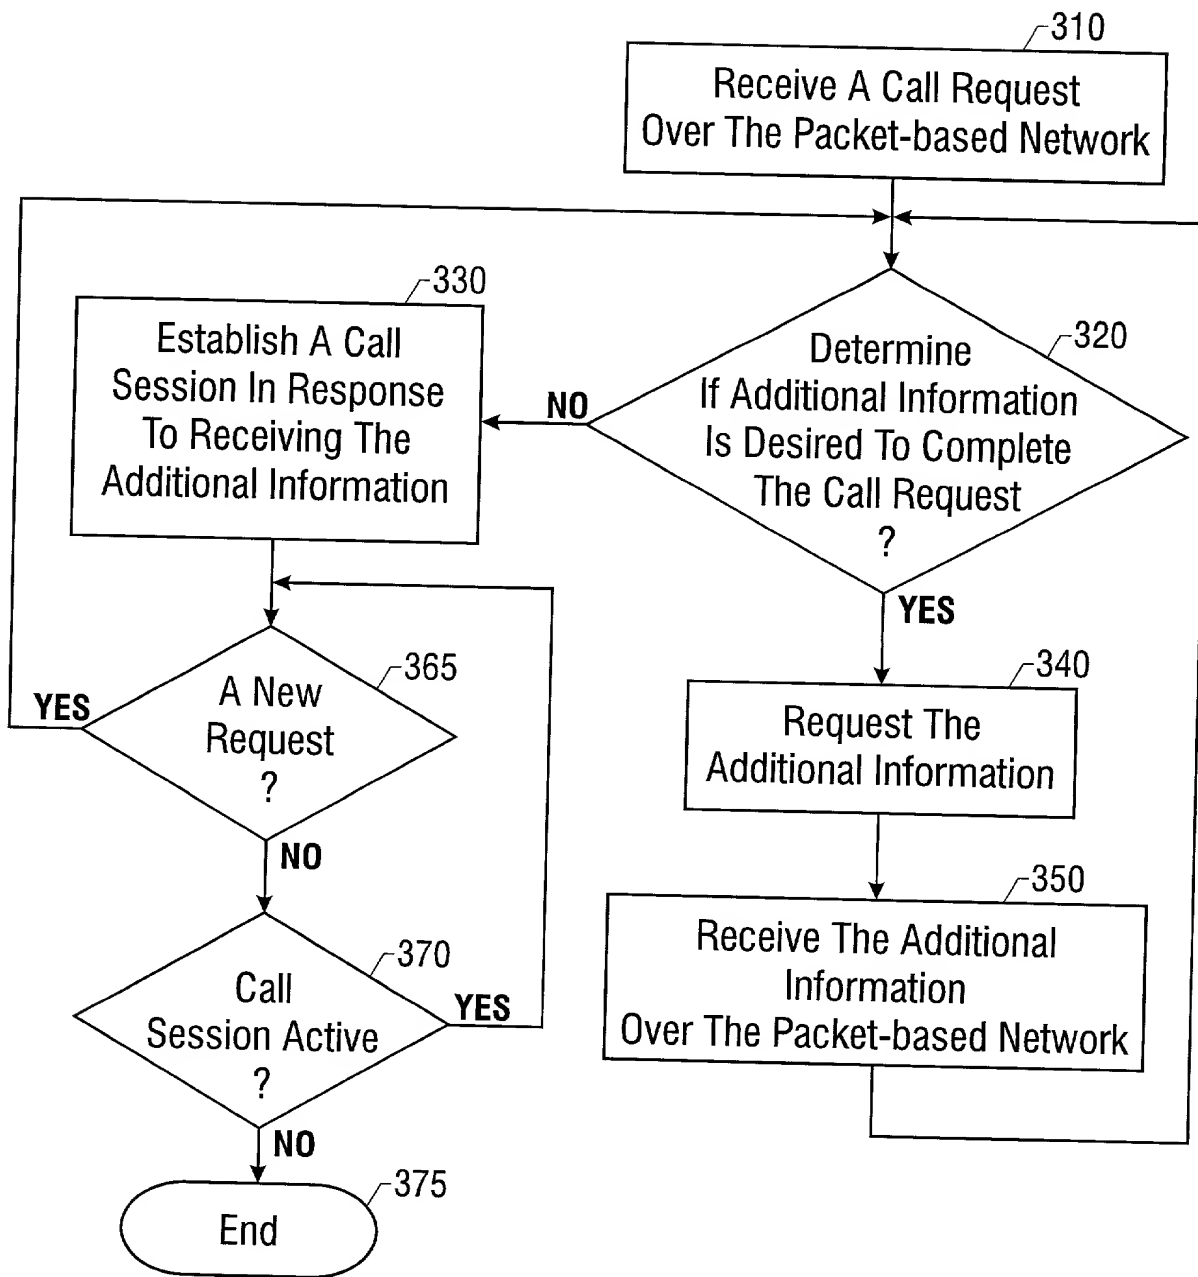 310
Receive A Call Request
Over The Packet-based Network
330
Establish A Call
Session In Response
To Receiving The
Additional Information
320
Determine
If Additional Information
Is Desired To Complete
The Call Request
?
NO
YES
365
A New
Request
?
YES
NO
340
Request The
Additional Information
350
Receive The Additional
Information
Over The Packet-based Network
370
Call
Session Active
?
YES
NO
375
End